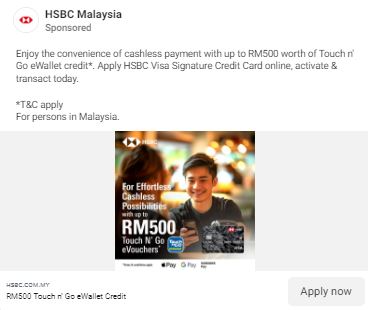 HSBC Malaysia
Sponsored
Enjoy the convenience of cashless payment with up to RM500 worth of Touch n'
Go eWallet credit*. Apply HSBC Visa Signature Credit Card online, activate &
transact today.
*T&C apply
For persons in Malaysia.
HSBC
For Effortless
Cashless
Possibilities
with up to
RM500
Touch N' Go
eVouchers*
Pay
G Pay
HSBC.COM.MY
RM500 Touch n' Go eWallet Credit
Apply now